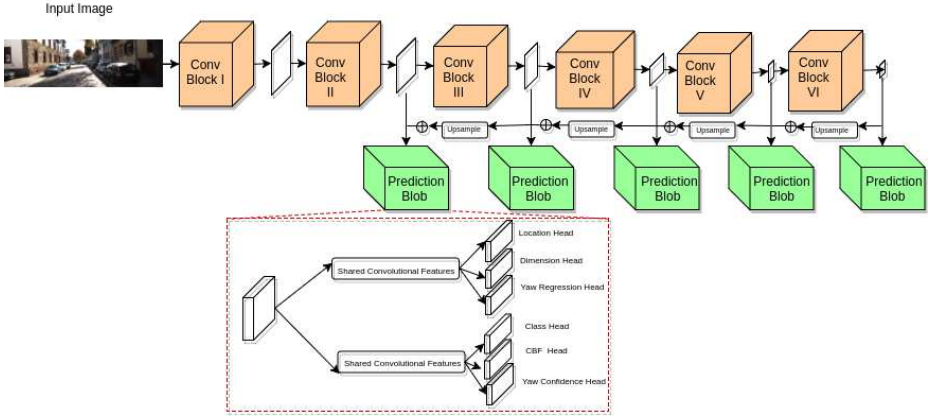 Input Image
Conv
Block I
Conv
Block
II
Conv
Block
III
Conv
Block
IV
Conv
Block
V
Conv
Block
VI
Upsample
Upsample
Upsample
Upsample
Prediction
Blob
Prediction
Blob
Prediction
Blob
Prediction
Blob
Prediction
Blob
Location Head
Shared Convolutional Features
Dimension Head
Yaw Regression Head
Class Head
Shared Convolutional Features
CBF Head
Yaw Confidence Head